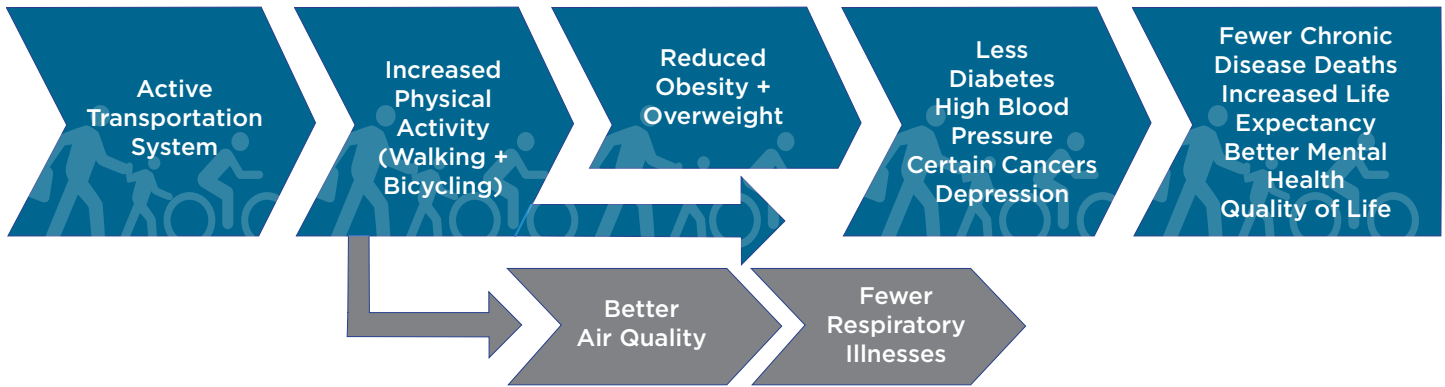 Active
Transportation
System
Increased
Physical
Activity
(Walking +
Bicycling)
Reduced
Obesity +
Overweight
Less
Diabetes
High Blood
Pressure
Certain Cancers
Depression
Fewer Chronic
Disease Deaths
Increased Life
Expectancy
Better Mental
Health
Quality of Life
Better
Air Quality
Fewer
Respiratory
Illnesses